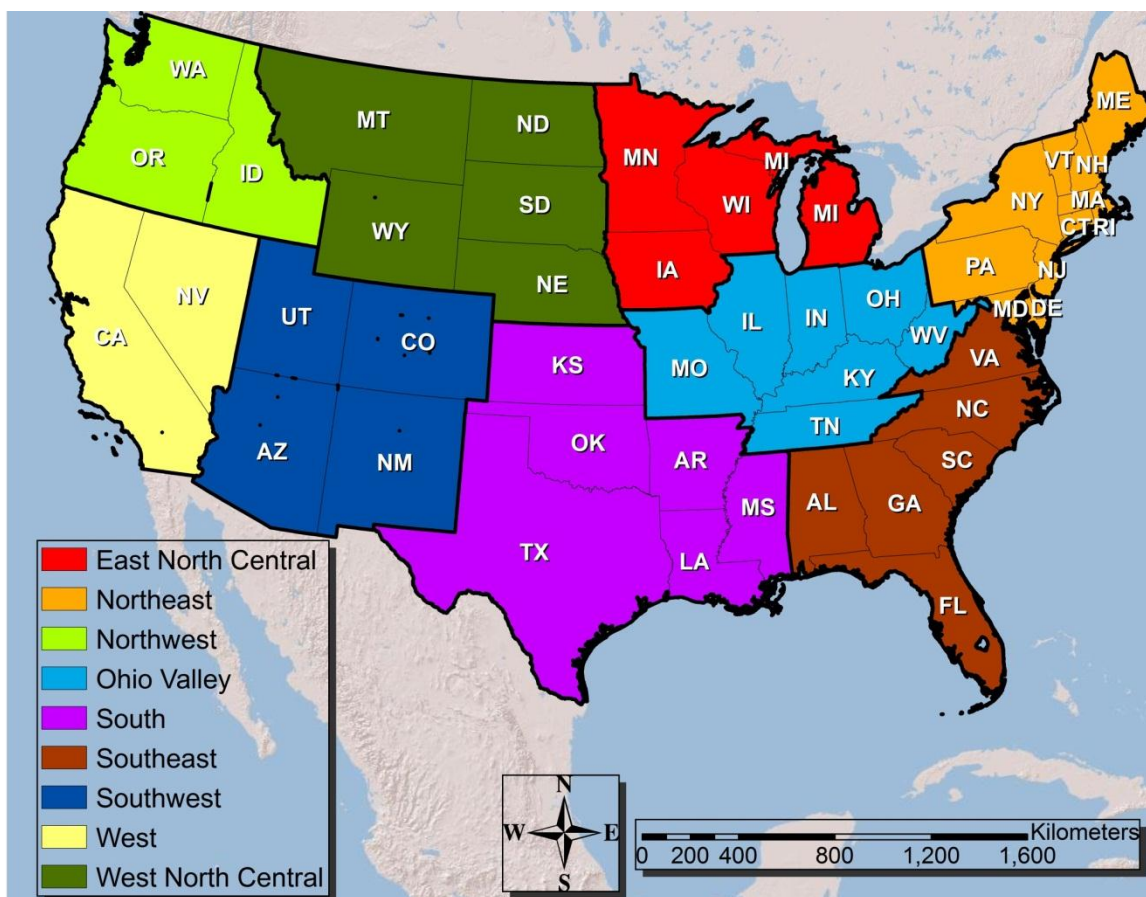 WA
MT
ND
MN
ME
OR
ID
SD
WI
MI
VT
NH
WY
MI
NY
MA
CT
RI
IA
NE
PA
NJ
NV
UT
IL
IN
OH
MD
DE
CA
CO
WV
KS
MO
KY
VA
AZ
NM
OK
TN
NC
AR
SC
MS
AL
GA
TX
LA
FL
East North Central
Northeast
Northwest
Ohio Valley
South
Southeast
Southwest
West
West North Central
N
W
E
S
Kilometers
0 200 400 800 1,200 1,600